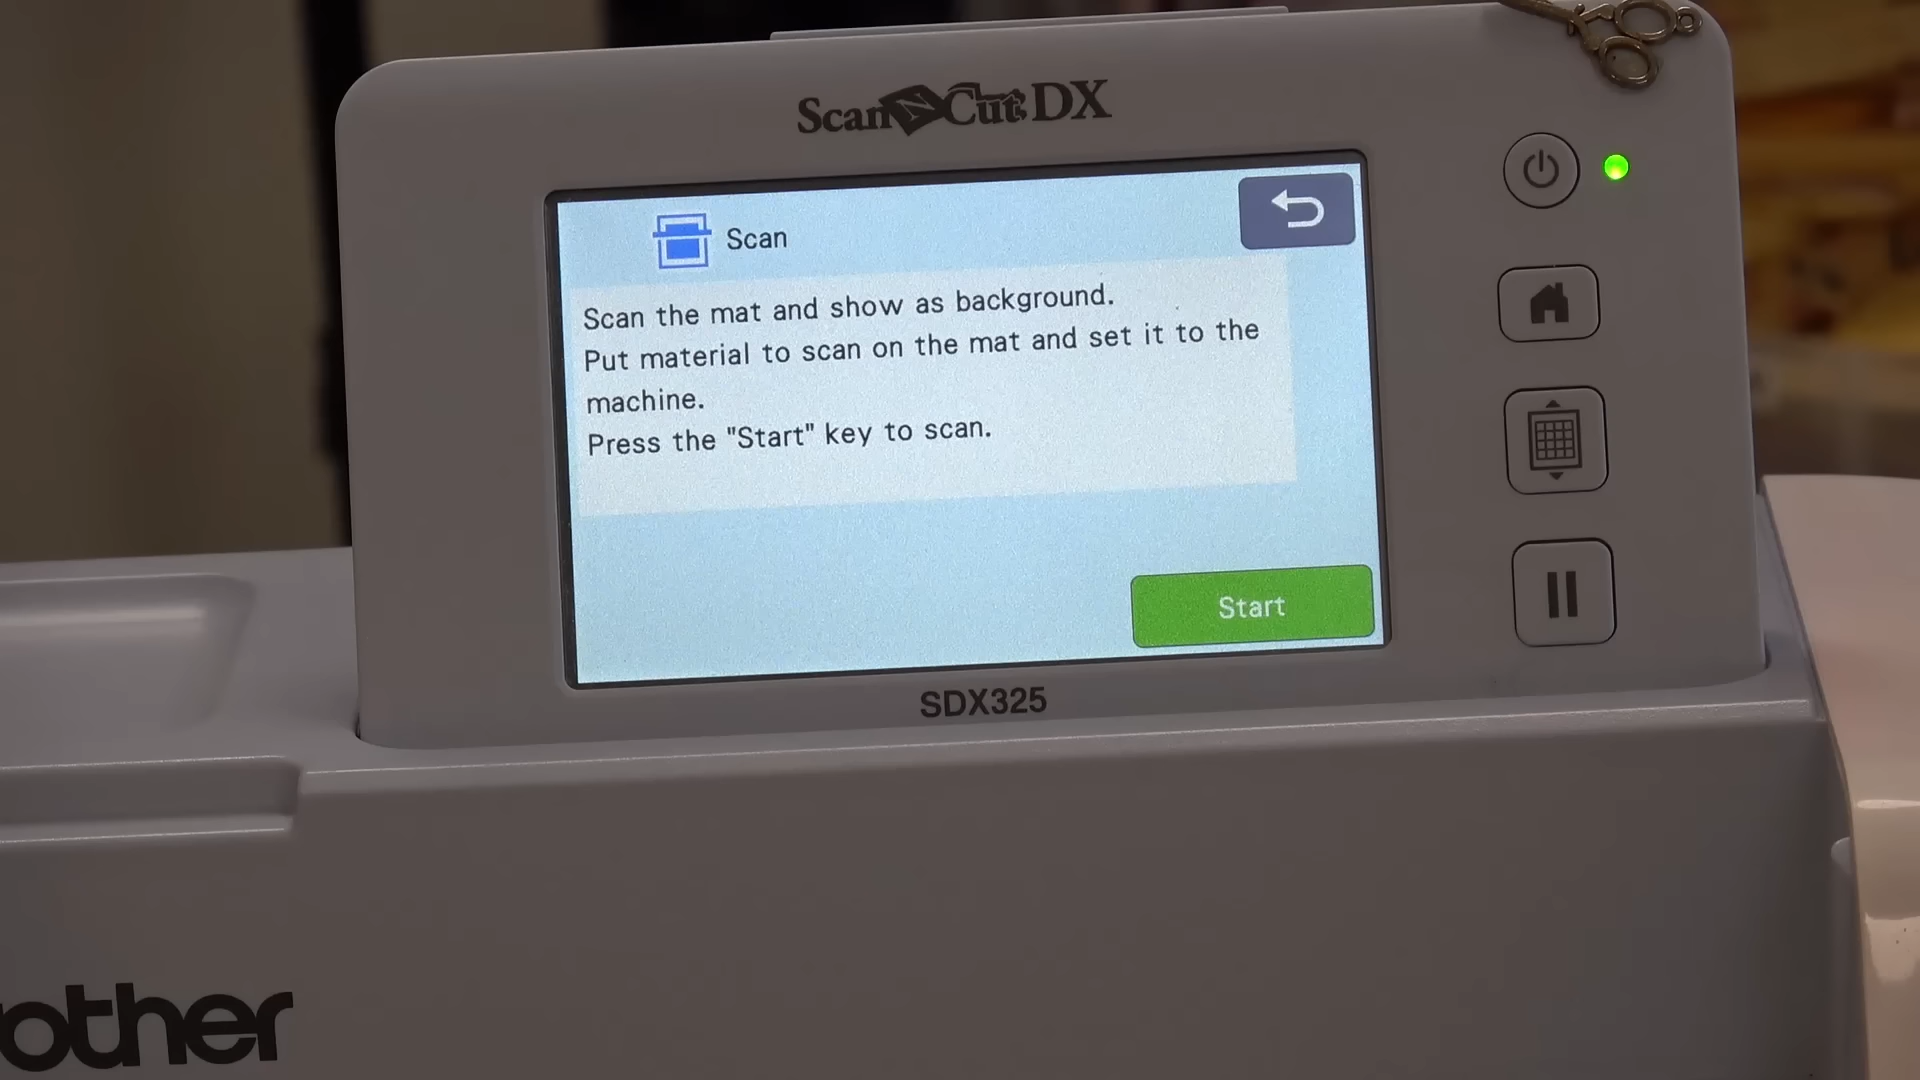 ScanNCut DX
Scan
Scan the mat and show as background.
Put material to scan on the mat and set it to the
machine.
Press the "Start" key to scan.
Start
SDX325
other